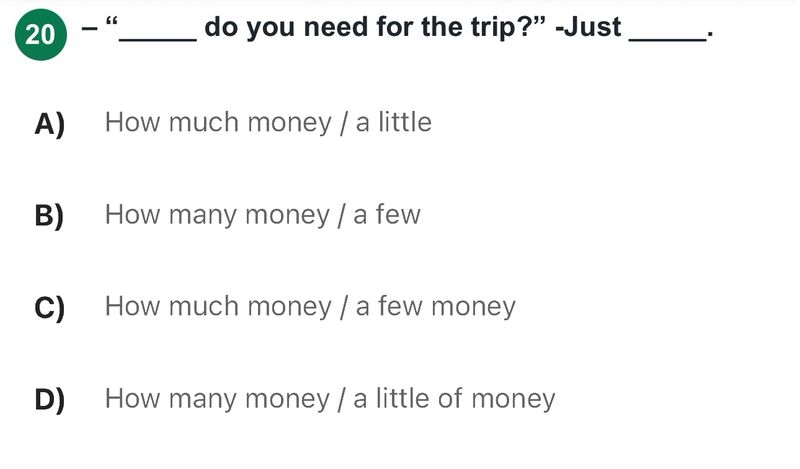 20 – “_____ do you need for the trip?” -Just _____.
A) How much money / a little
B) How many money / a few
C) How much money / a few money
D) How many money / a little of money